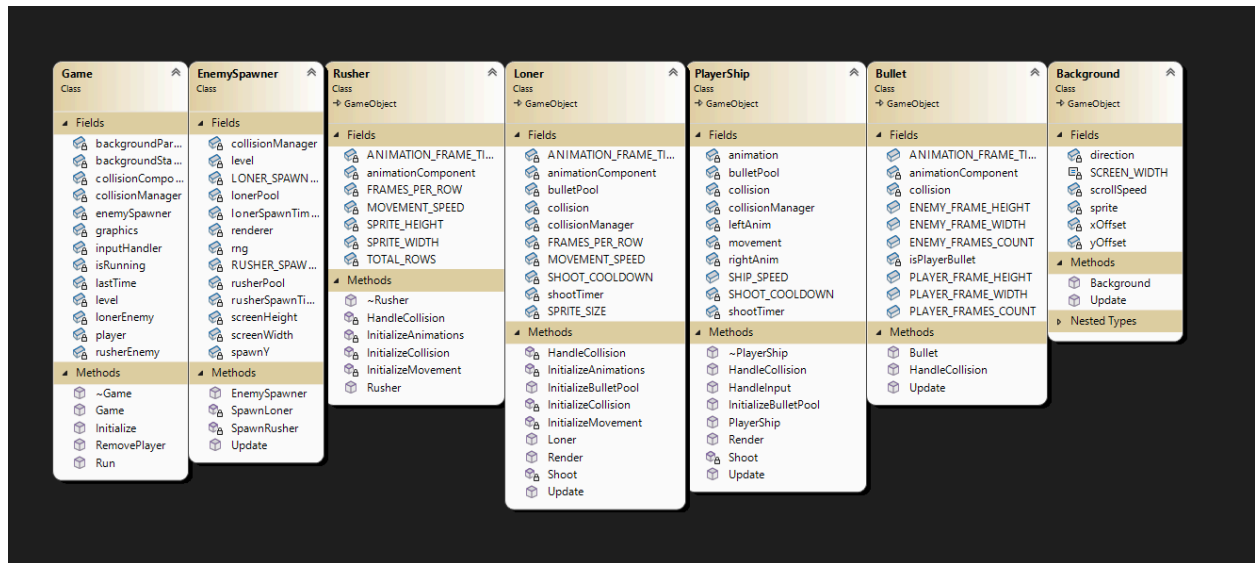 Game
Class
Fields
backgroundPar...
backgroundSta...
collisionCompo...
collisionManager
enemySpawner
graphics
inputHandler
isRunning
lastTime
level
lonerEnemy
player
rusherEnemy
Methods
~Game
Game
Initialize
RemovePlayer
Run
EnemySpawner
Class
Fields
collisionManager
level
LONER_SPAWN...
lonerPool
lonerSpawnTim...
renderer
rng
RUSHER_SPAW...
rusherPool
rusherSpawnTi...
screenHeight
screenWidth
spawnY
Methods
EnemySpawner
SpawnLoner
SpawnRusher
Update
Rusher
Class
GameObject
Fields
ANIMATION_FRAME_TI...
animationComponent
FRAMES_PER_ROW
MOVEMENT_SPEED
SPRITE_HEIGHT
SPRITE_WIDTH
TOTAL_ROWS
Methods
~Rusher
HandleCollision
InitializeAnimations
InitializeCollision
InitializeMovement
Rusher
Loner
Class
GameObject
Fields
ANIMATION_FRAME_TI...
animationComponent
bulletPool
collision
collisionManager
FRAMES_PER_ROW
MOVEMENT_SPEED
SHOOT_COOLDOWN
shootTimer
SPRITE_SIZE
Methods
HandleCollision
InitializeAnimations
InitializeBulletPool
InitializeCollision
InitializeMovement
Loner
Render
Shoot
Update
PlayerShip
Class
GameObject
Fields
animation
bulletPool
collision
collisionManager
leftAnim
movement
rightAnim
SHIP_SPEED
SHOOT_COOLDOWN
shootTimer
Methods
~PlayerShip
HandleCollision
HandleInput
InitializeBulletPool
PlayerShip
Render
Shoot
Update
Bullet
Class
GameObject
Fields
ANIMATION_FRAME_TI...
animationComponent
collision
ENEMY_FRAME_HEIGHT
ENEMY_FRAME_WIDTH
ENEMY_FRAMES_COUNT
isPlayerBullet
PLAYER_FRAME_HEIGHT
PLAYER_FRAME_WIDTH
PLAYER_FRAMES_COUNT
Methods
Bullet
HandleCollision
Update
Background
Class
GameObject
Fields
direction
SCREEN_WIDTH
scrollSpeed
sprite
xOffset
yOffset
Methods
Background
Update
Nested Types